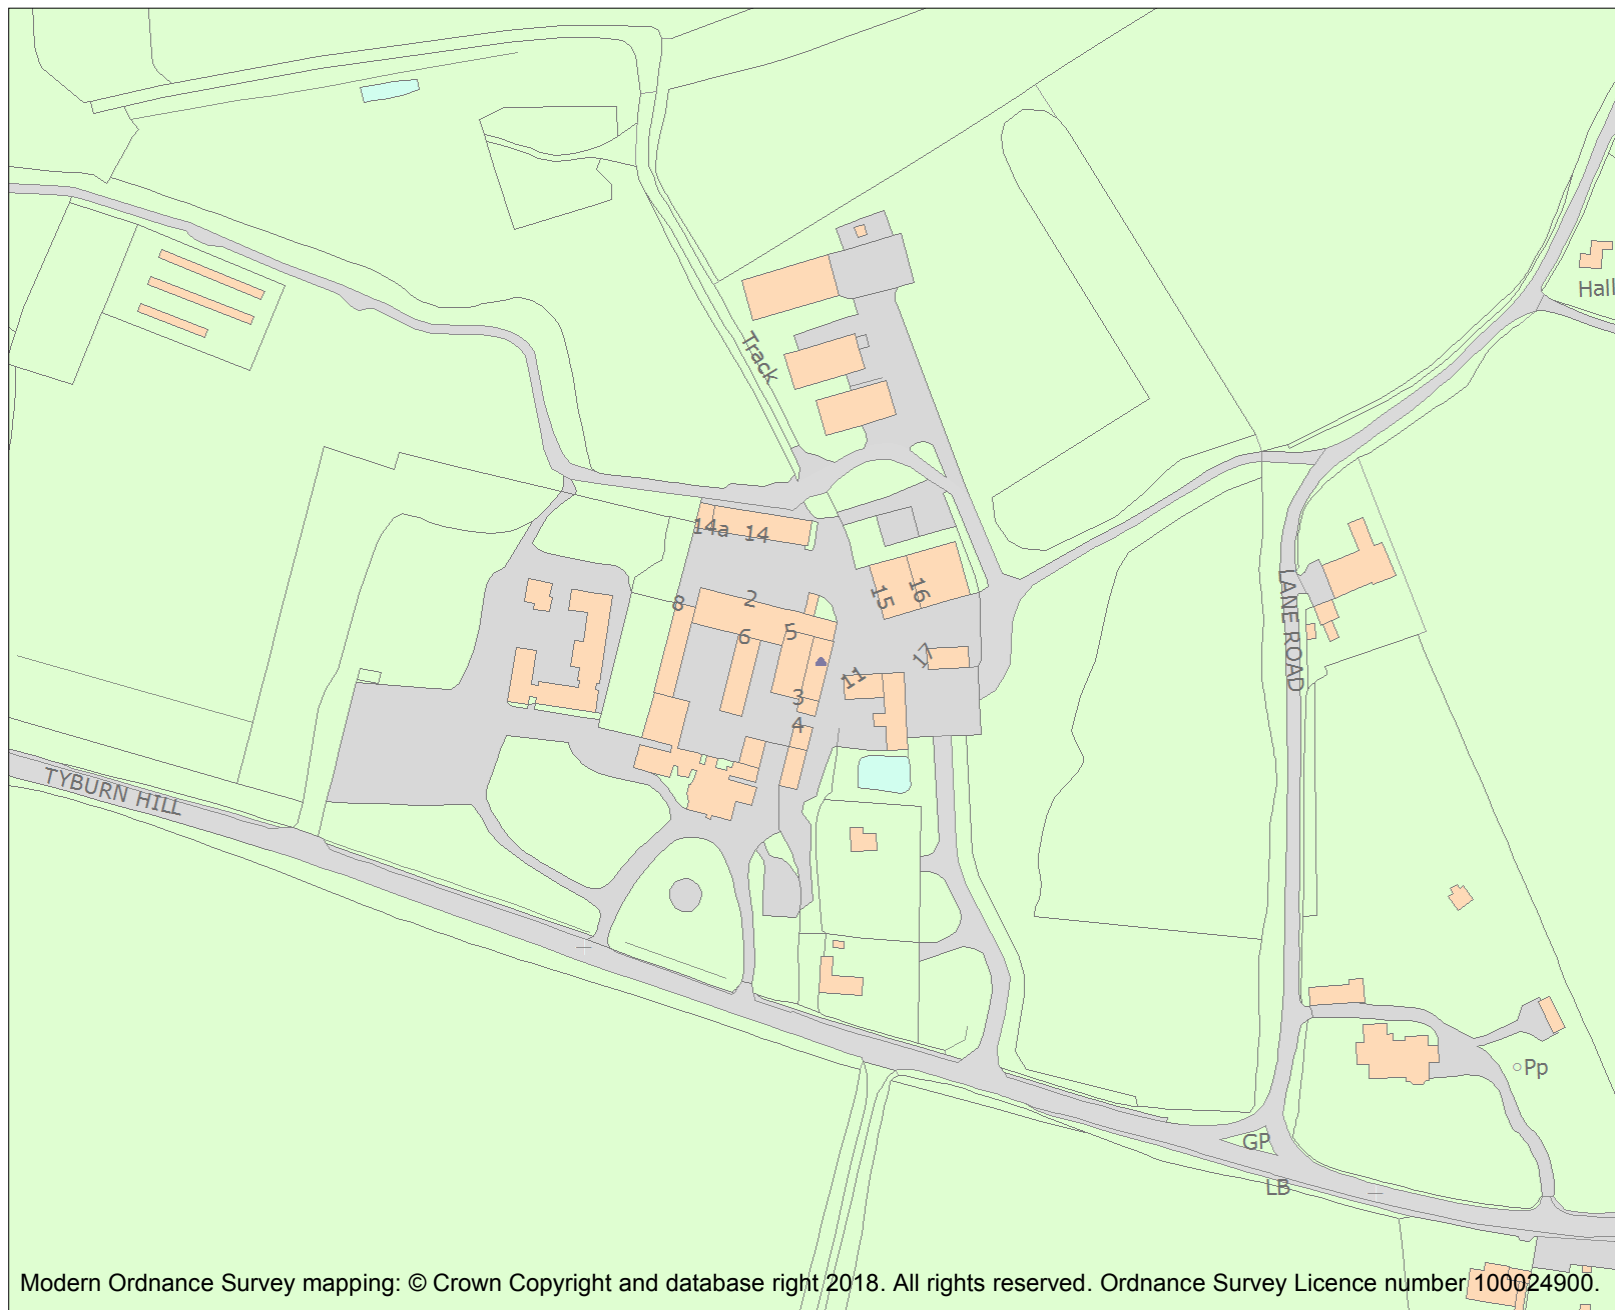 Track
Hall
14a
14
8
2
6
5
15
16
17
11
3
4
LANE ROAD
TYBURN HILL
Pp
GP
LB
Modern Ordnance Survey mapping: © Crown Copyright and database right 2018. All rights reserved. Ordnance Survey Licence number 100024900.